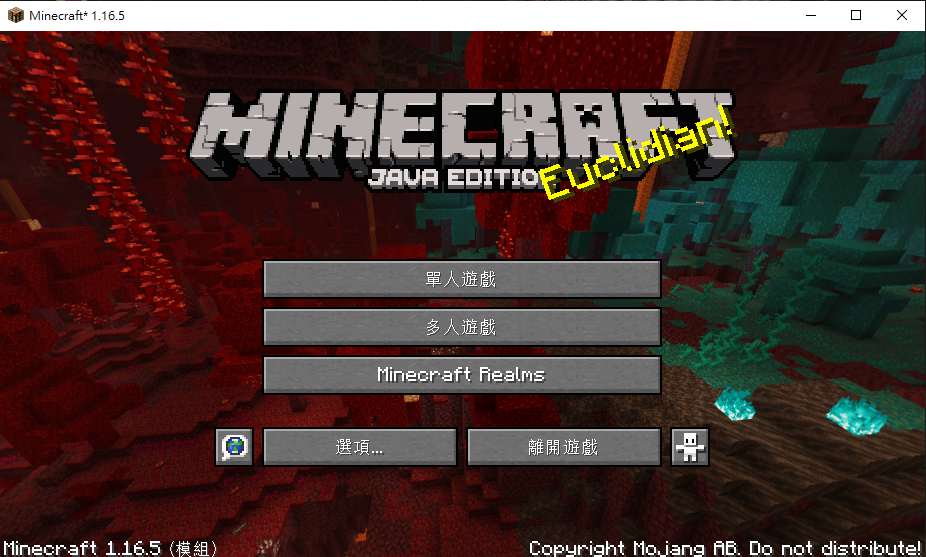 Minecraft* 1.16.5
MINECRAFT
JAVA EDITION
Euclidian!
單人遊戲
多人遊戲
Minecraft Realms
選項...
離開遊戲
Minecraft 1.16.5 (模組)
Copyright Mojang AB. Do not distribute!